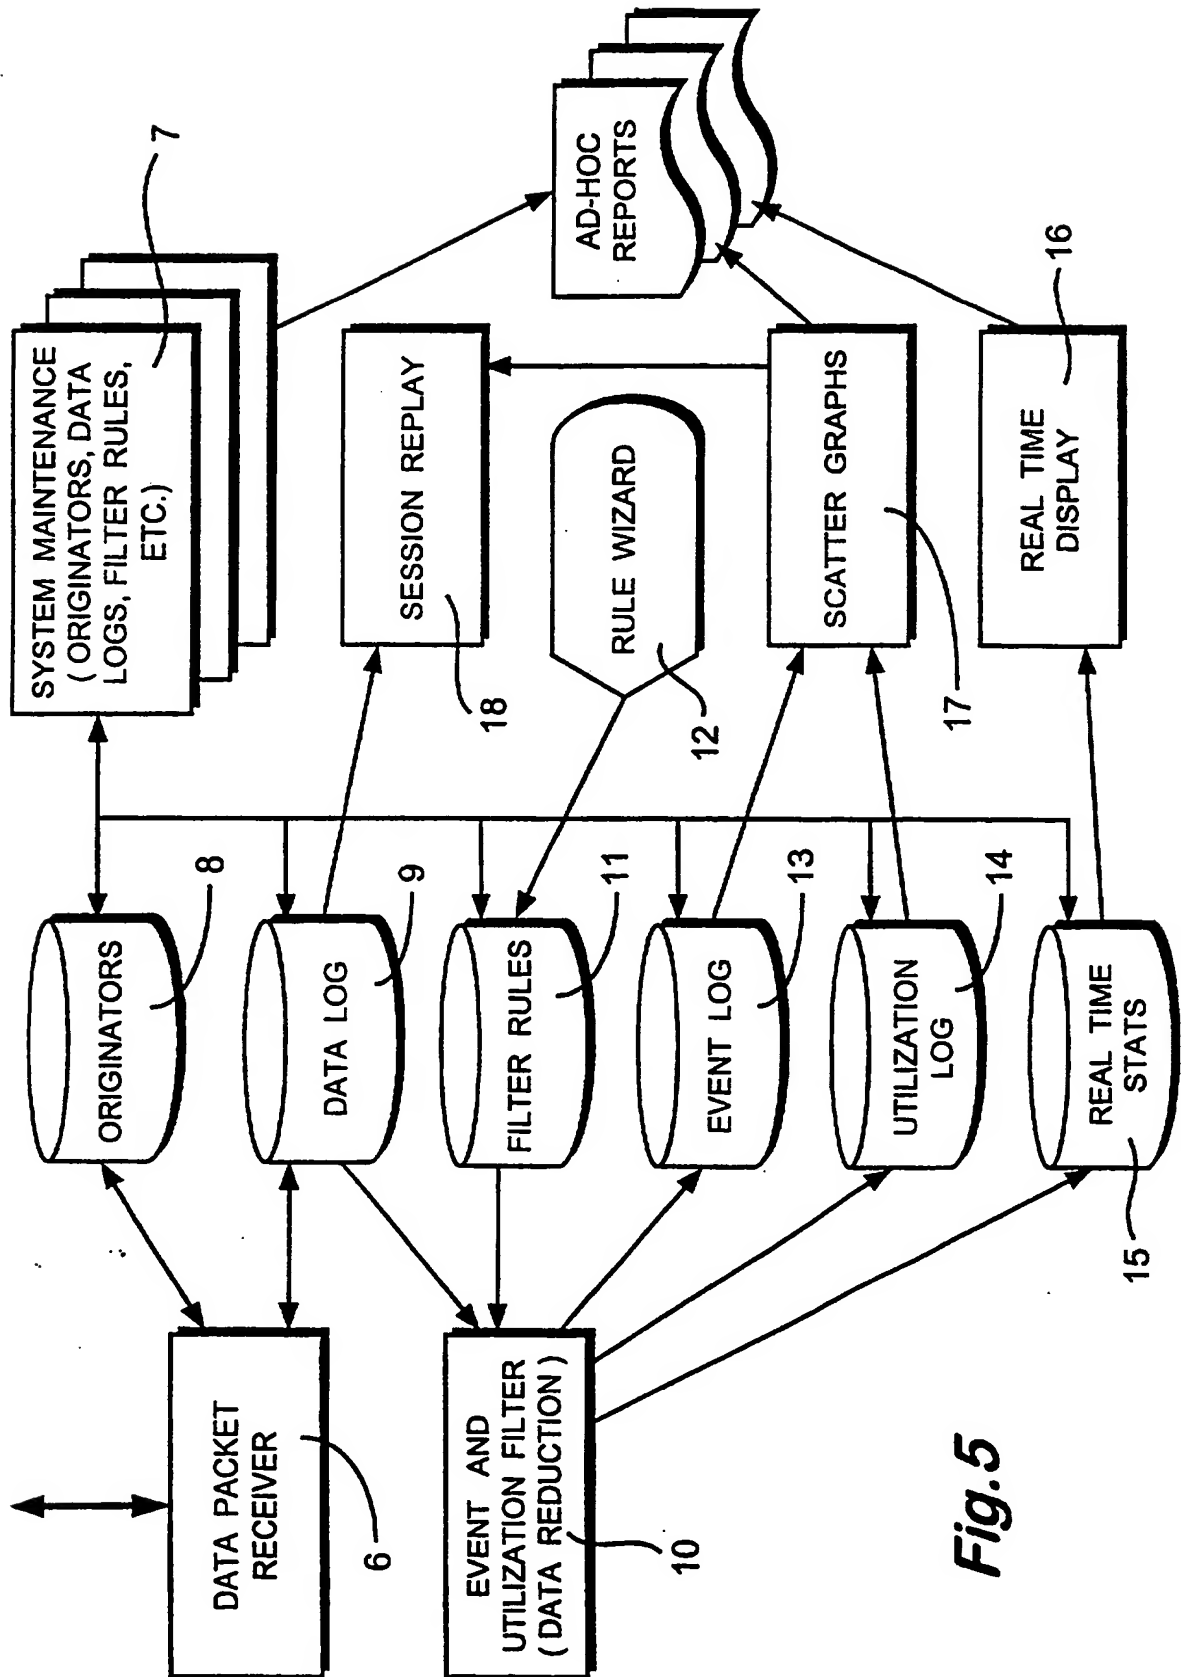 DATA PACKET
RECEIVER
6
EVENT AND
UTILIZATION FILTER
( DATA REDUCTION )
10
ORIGINATORS
8
DATA LOG
9
FILTER RULES
11
EVENT LOG
13
UTILIZATION
LOG
14
REAL TIME
STATS
15
SYSTEM MAINTENANCE
( ORIGINATORS, DATA
LOGS, FILTER RULES,
ETC.)
7
SESSION REPLAY
18
RULE WIZARD
12
SCATTER GRAPHS
17
REAL TIME
DISPLAY
16
AD-HOC
REPORTS
Fig.5